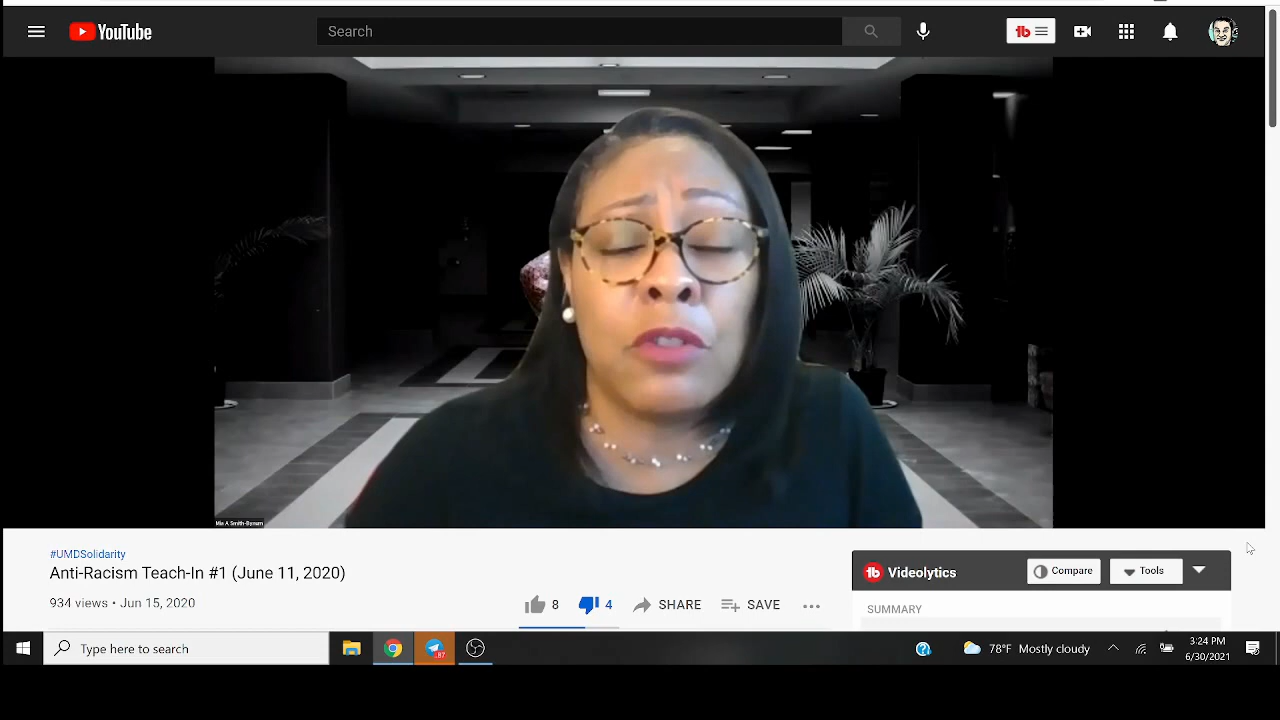 YouTube
Search
tb
Mia A Smith-Bynum
#UMDSolidarity
Anti-Racism Teach-In #1 (June 11, 2020)
934 views • Jun 15, 2020
8
4
SHARE
SAVE
tb Videolytics
Compare
Tools
SUMMARY
Type here to search
78°F Mostly cloudy
3:24 PM
6/30/2021